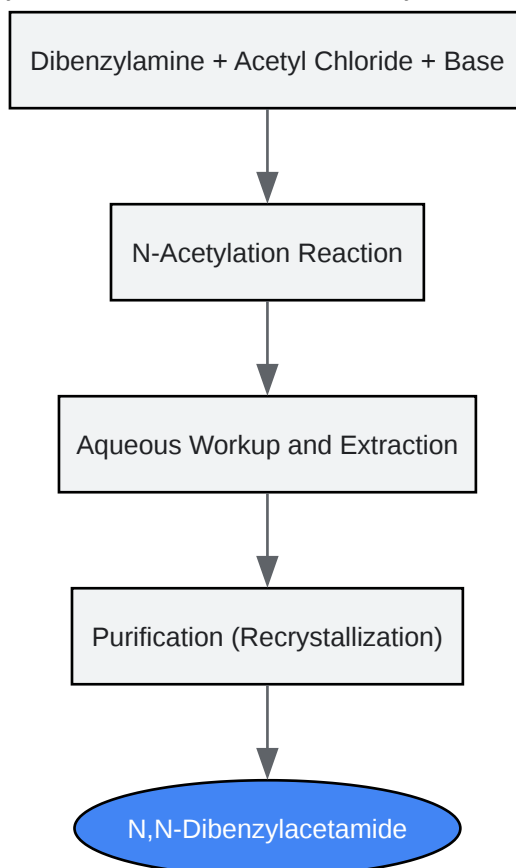 Dibenzylamine + Acetyl Chloride + Base
N-Acetylation Reaction
Aqueous Workup and Extraction
Purification (Recrystallization)
N,N-Dibenzylacetamide